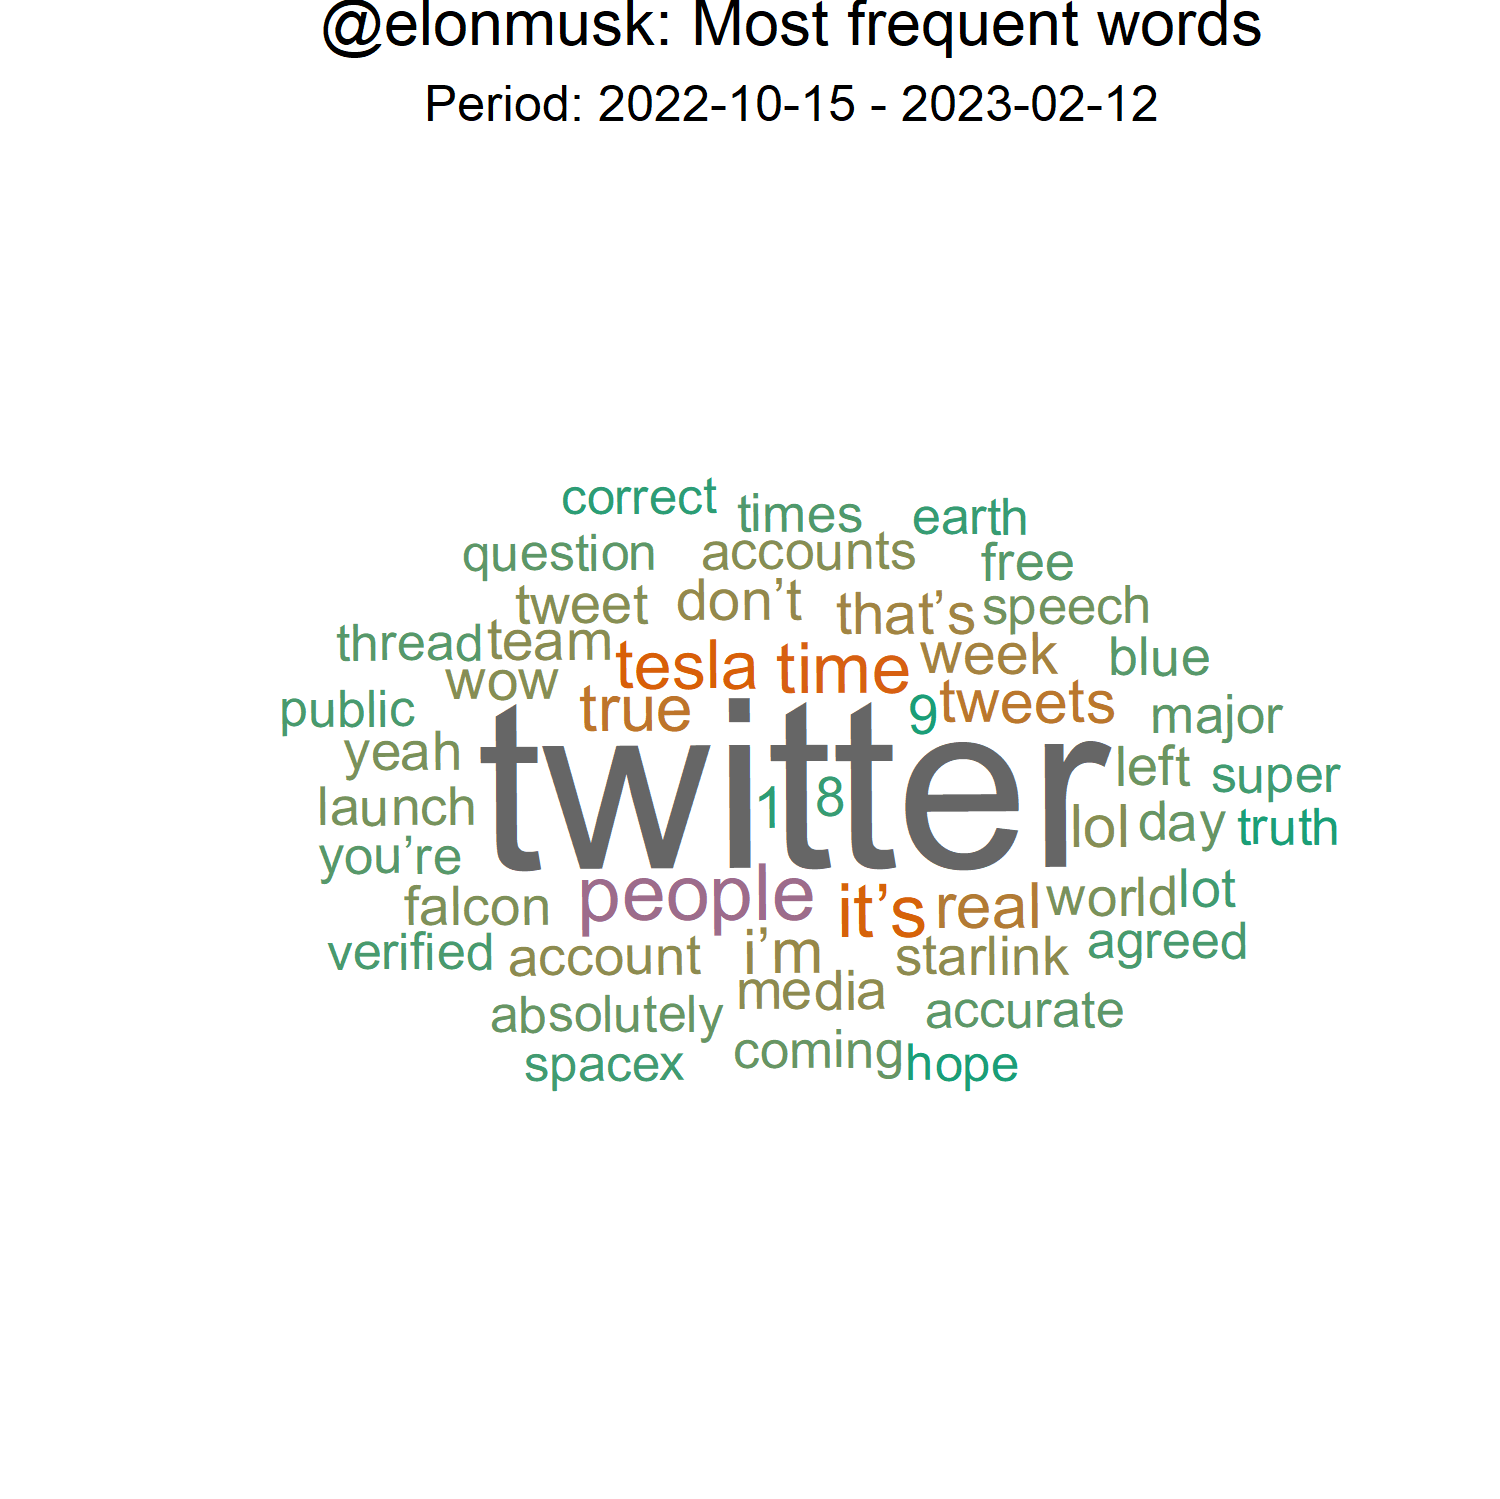 @elonmusk: Most frequent words
Period: 2022-10-15 - 2023-02-12
correct times earth
question accounts free
tweet don’t that’s speech
thread team tesla time week blue
wow true 9 tweets
public major
yeah twitter left super
launch 1 8 lol day truth
you’re
falcon people it’s real world lot
verified account i’m starlink agreed
absolutely media accurate
spacex coming hope